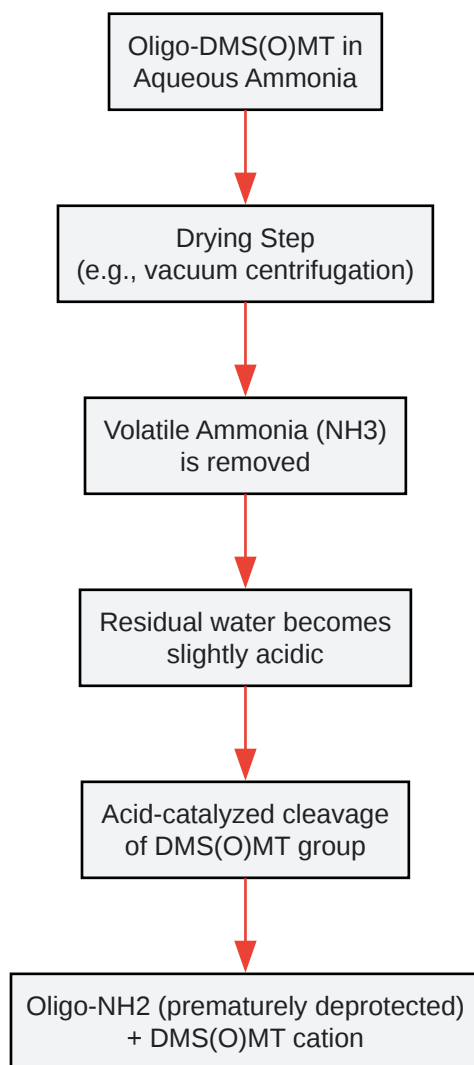 Oligo-DMS(O)MT in
Aqueous Ammonia
Drying Step
(e.g., vacuum centrifugation)
Volatile Ammonia (NH3)
is removed
Residual water becomes
slightly acidic
Acid-catalyzed cleavage
of DMS(O)MT group
Oligo-NH2 (prematurely deprotected)
+ DMS(O)MT cation